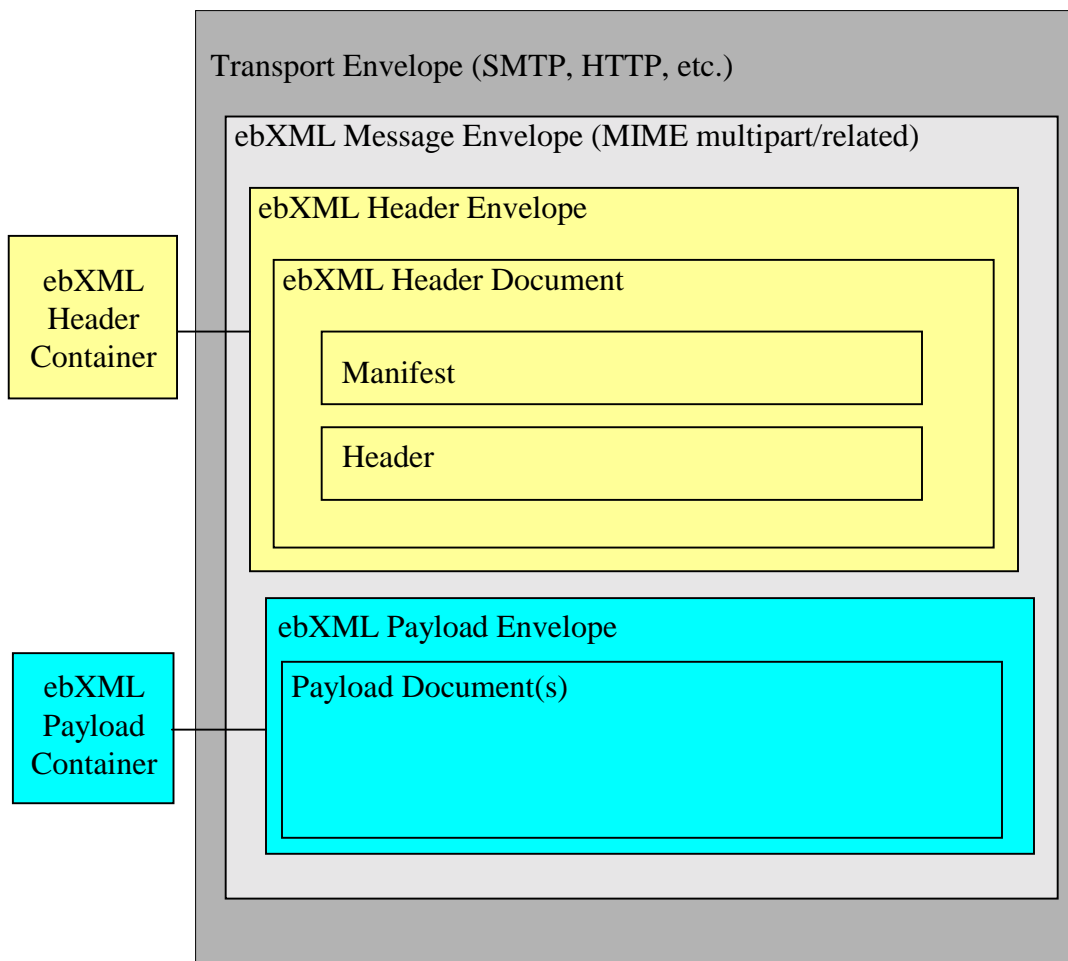 Transport Envelope (SMTP, HTTP, etc.)
ebXML Message Envelope (MIME multipart/related)
ebXML Header Envelope
ebXML Header Document
Manifest
Header
ebXML
Header
Container
ebXML Payload Envelope
Payload Document(s)
ebXML
Payload
Container